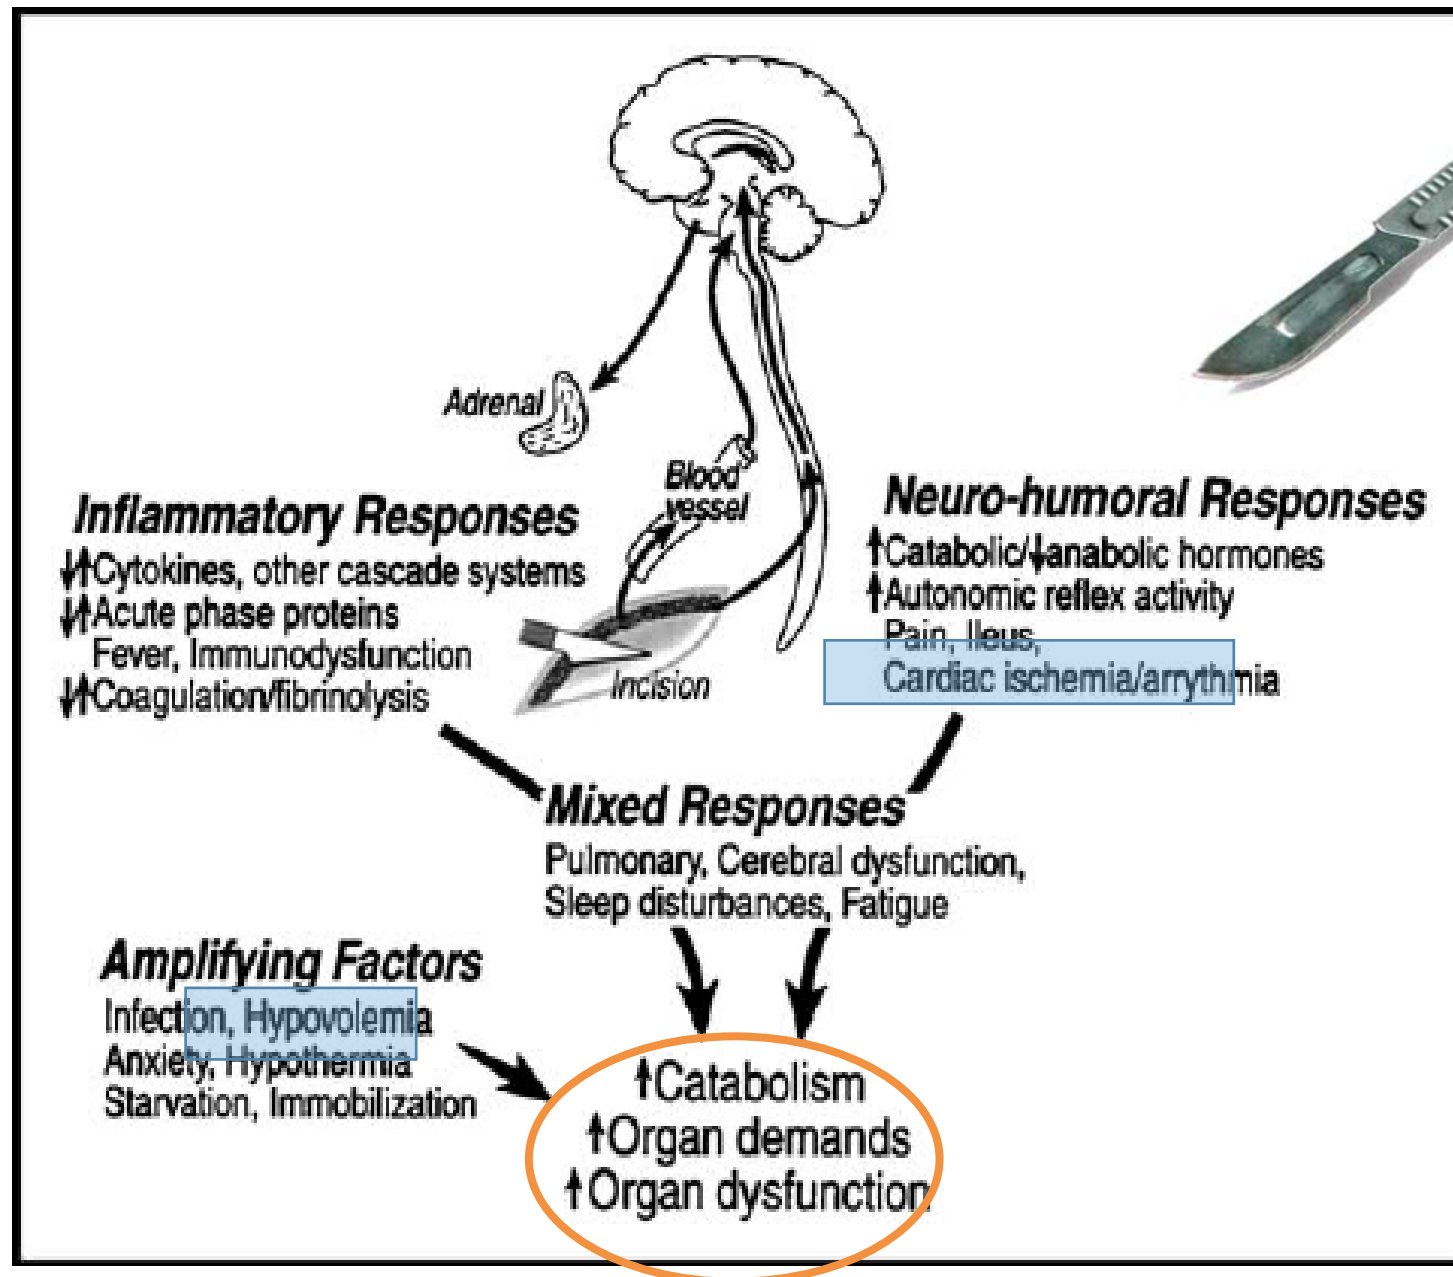 Adrenal
Blood
vessel
Inflammatory Responses
↓↑Cytokines, other cascade systems
↓↑Acute phase proteins
Fever, Immunodysfunction
↓↑Coagulation/fibrinolysis
Incision
Neuro-humoral Responses
↑Catabolic/↓anabolic hormones
↑Autonomic reflex activity
Pain, Ileus,
Cardiac ischemia/arrythmia
Mixed Responses
Pulmonary, Cerebral dysfunction,
Sleep disturbances, Fatigue
Amplifying Factors
Infection, Hypovolemia
Anxiety, Hypothermia
Starvation, Immobilization
↑Catabolism
↑Organ demands
↑Organ dysfunction